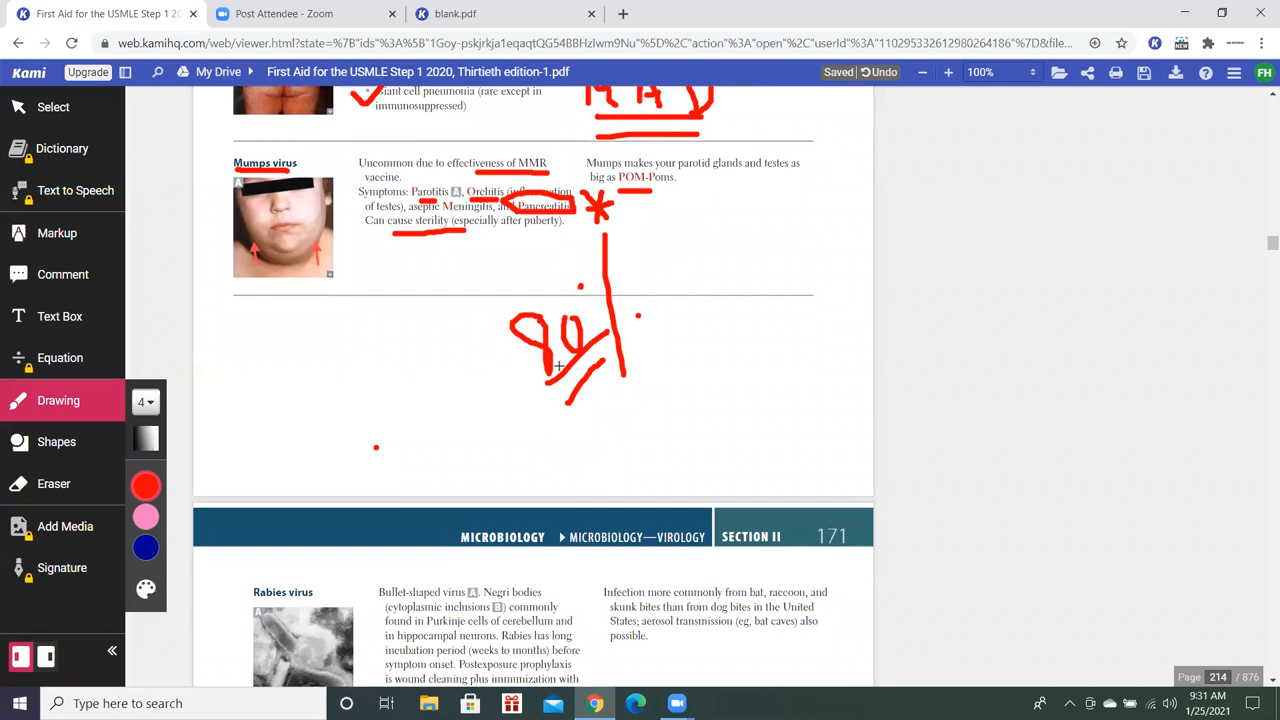 First Aid for the USMLE Step 1 20
Post Attendee - Zoom
blank.pdf
web.kamihq.com/web/viewer.html?state=%7B"ids"%3A%5B"1Goy-pskjrkja1eqaqtQG54BBHzlwm9Nu"%5D%2C"action"%3A"open"%2C"userId"%3A"110295332612980264186"%7D&file...
Kami
Upgrade
My Drive
First Aid for the USMLE Step 1 2020, Thirtieth edition-1.pdf
Saved
Undo
100%
FH
Select
Dictionary
Text to Speech
Markup
Comment
Text Box
Equation
Drawing
Shapes
Eraser
Add Media
Signature
4
Giant cell pneumonia (rare except in
immunosuppressed)
Mumps virus
A
Uncommon due to effectiveness of MMR
vaccine.
Symptoms: Parotitis A, Orchitis (inflammation
of testes), aseptic Meningitis, and Pancreatitis.
Can cause sterility (especially after puberty).
Mumps makes your parotid glands and testes as
big as POM-Poms.
MICROBIOLOGY
MICROBIOLOGY—VIROLOGY
SECTION II
171
Rabies virus
A
Bullet-shaped virus A. Negri bodies
(cytoplasmic inclusions B) commonly
found in Purkinje cells of cerebellum and
in hippocampal neurons. Rabies has long
incubation period (weeks to months) before
symptom onset. Postexposure prophylaxis
is wound cleaning plus immunization with
Infection more commonly from bat, raccoon, and
skunk bites than from dog bites in the United
States; aerosol transmission (eg, bat caves) also
possible.
Page 214 / 876
Type here to search
9:31 AM
1/25/2021